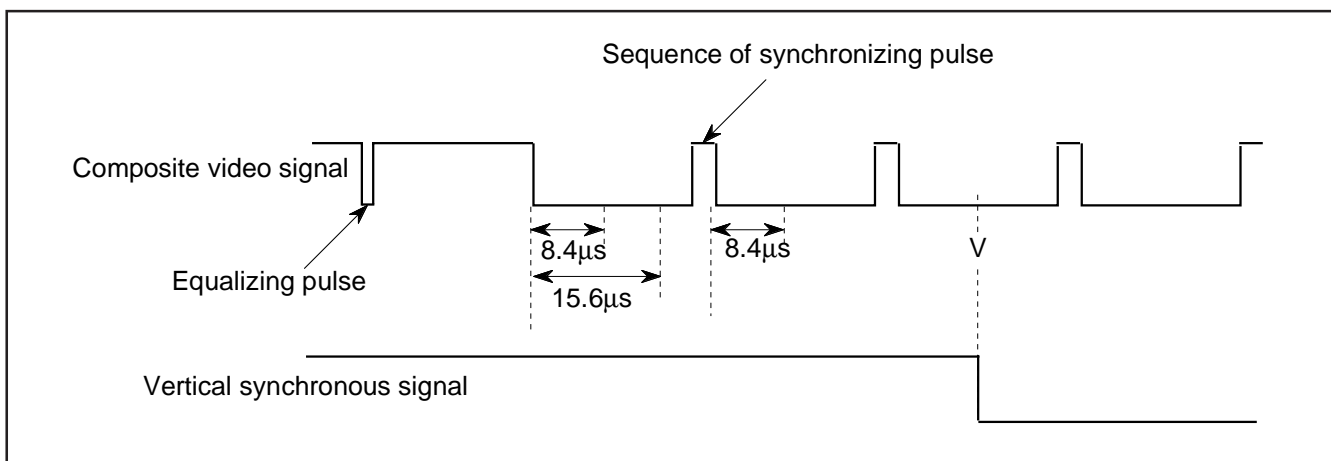 Sequence of synchronizing pulse
Composite video signal
8.4μs
8.4μs
V
Equalizing pulse
15.6μs
Vertical synchronous signal